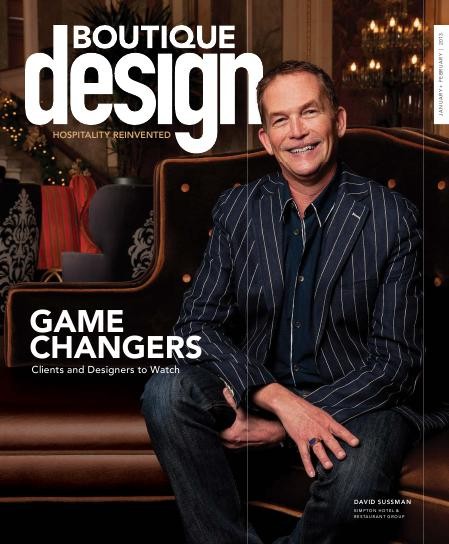 BOUTIQUE
design
HOSPITALITY REINVENTED
JANUARY + FEBRUARY | 2013
GAME
CHANGERS
Clients and Designers to Watch
DAVID SUSSMAN
KIMPTON HOTEL &
RESTAURANT GROUP